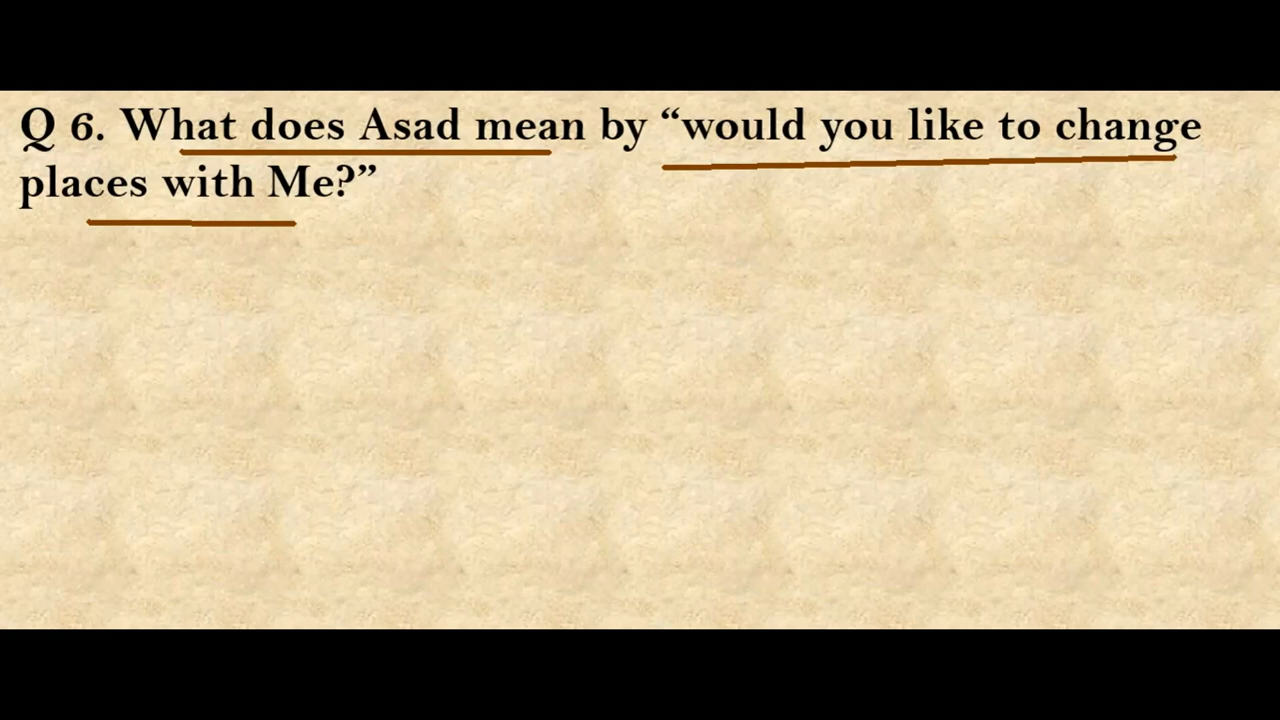 Q 6. What does Asad mean by “would you like to change
places with Me?”